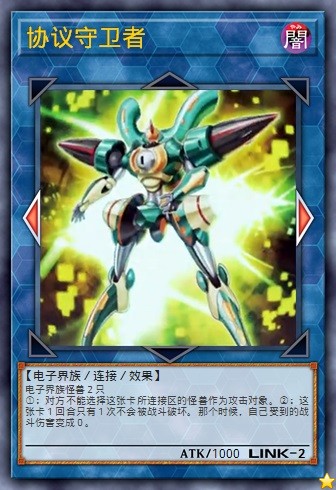 协议守卫者
闇
【电子界族／连接／效果】
电子界族怪兽２只
①：对方不能选择这张卡所连接区的怪兽作为攻击对象。②：这
张卡１回合只有１次不会被战斗破坏。那个时候，自己受到的战
斗伤害变成０。
ATK/1000 LINK-2